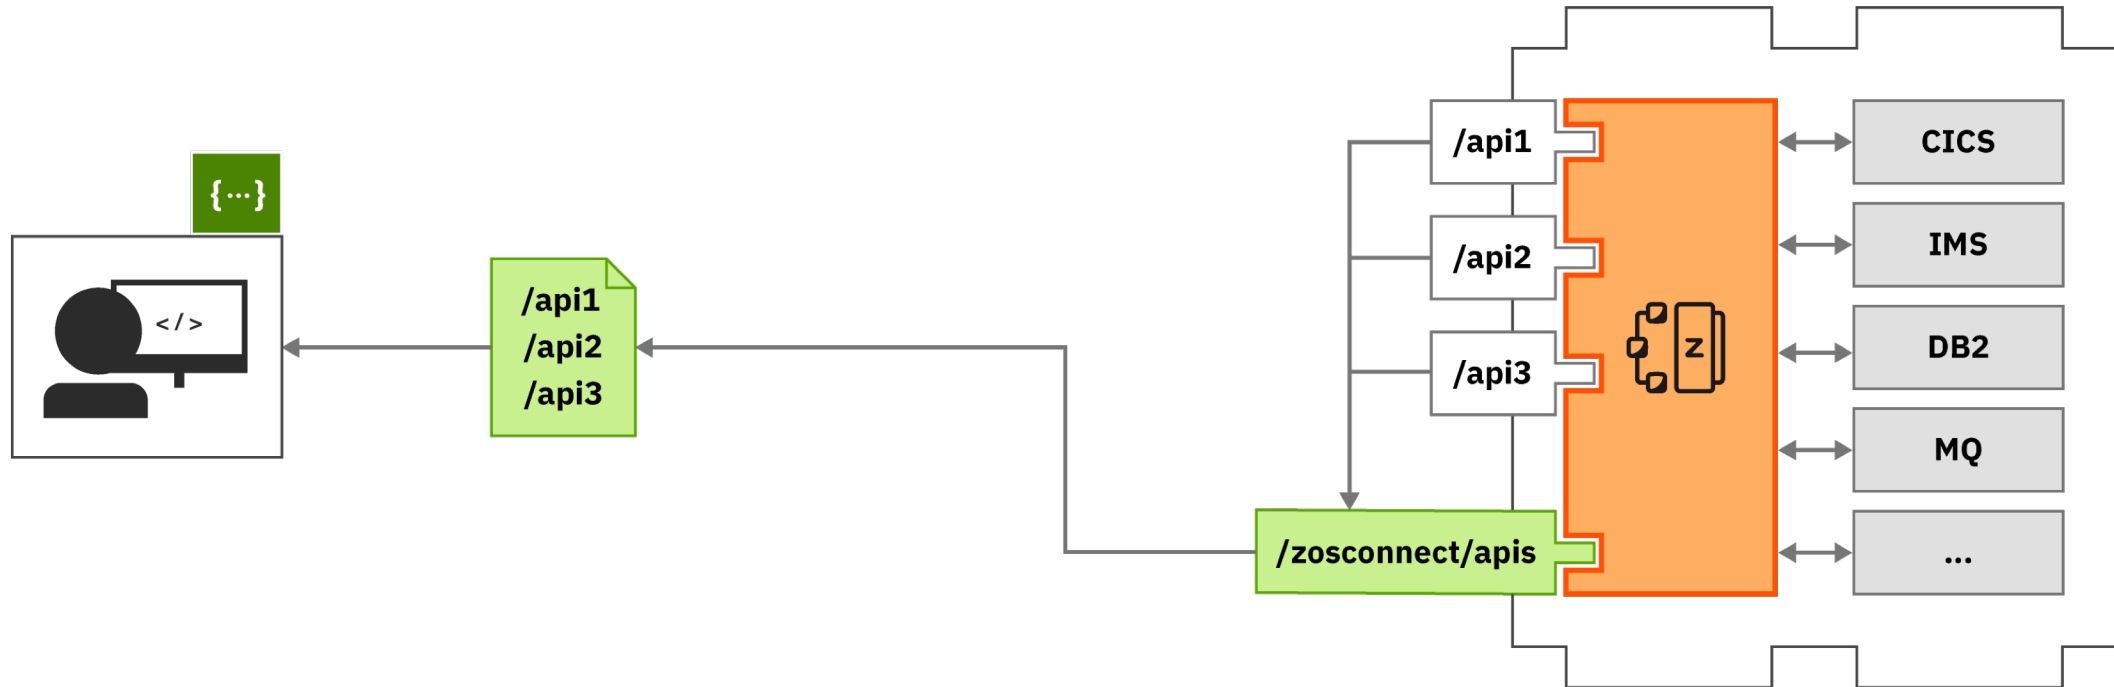 {...}
</>
/api1
/api2
/api3
/api1
/api2
/api3
/zosconnect/apis
Z
CICS
IMS
DB2
MQ
...